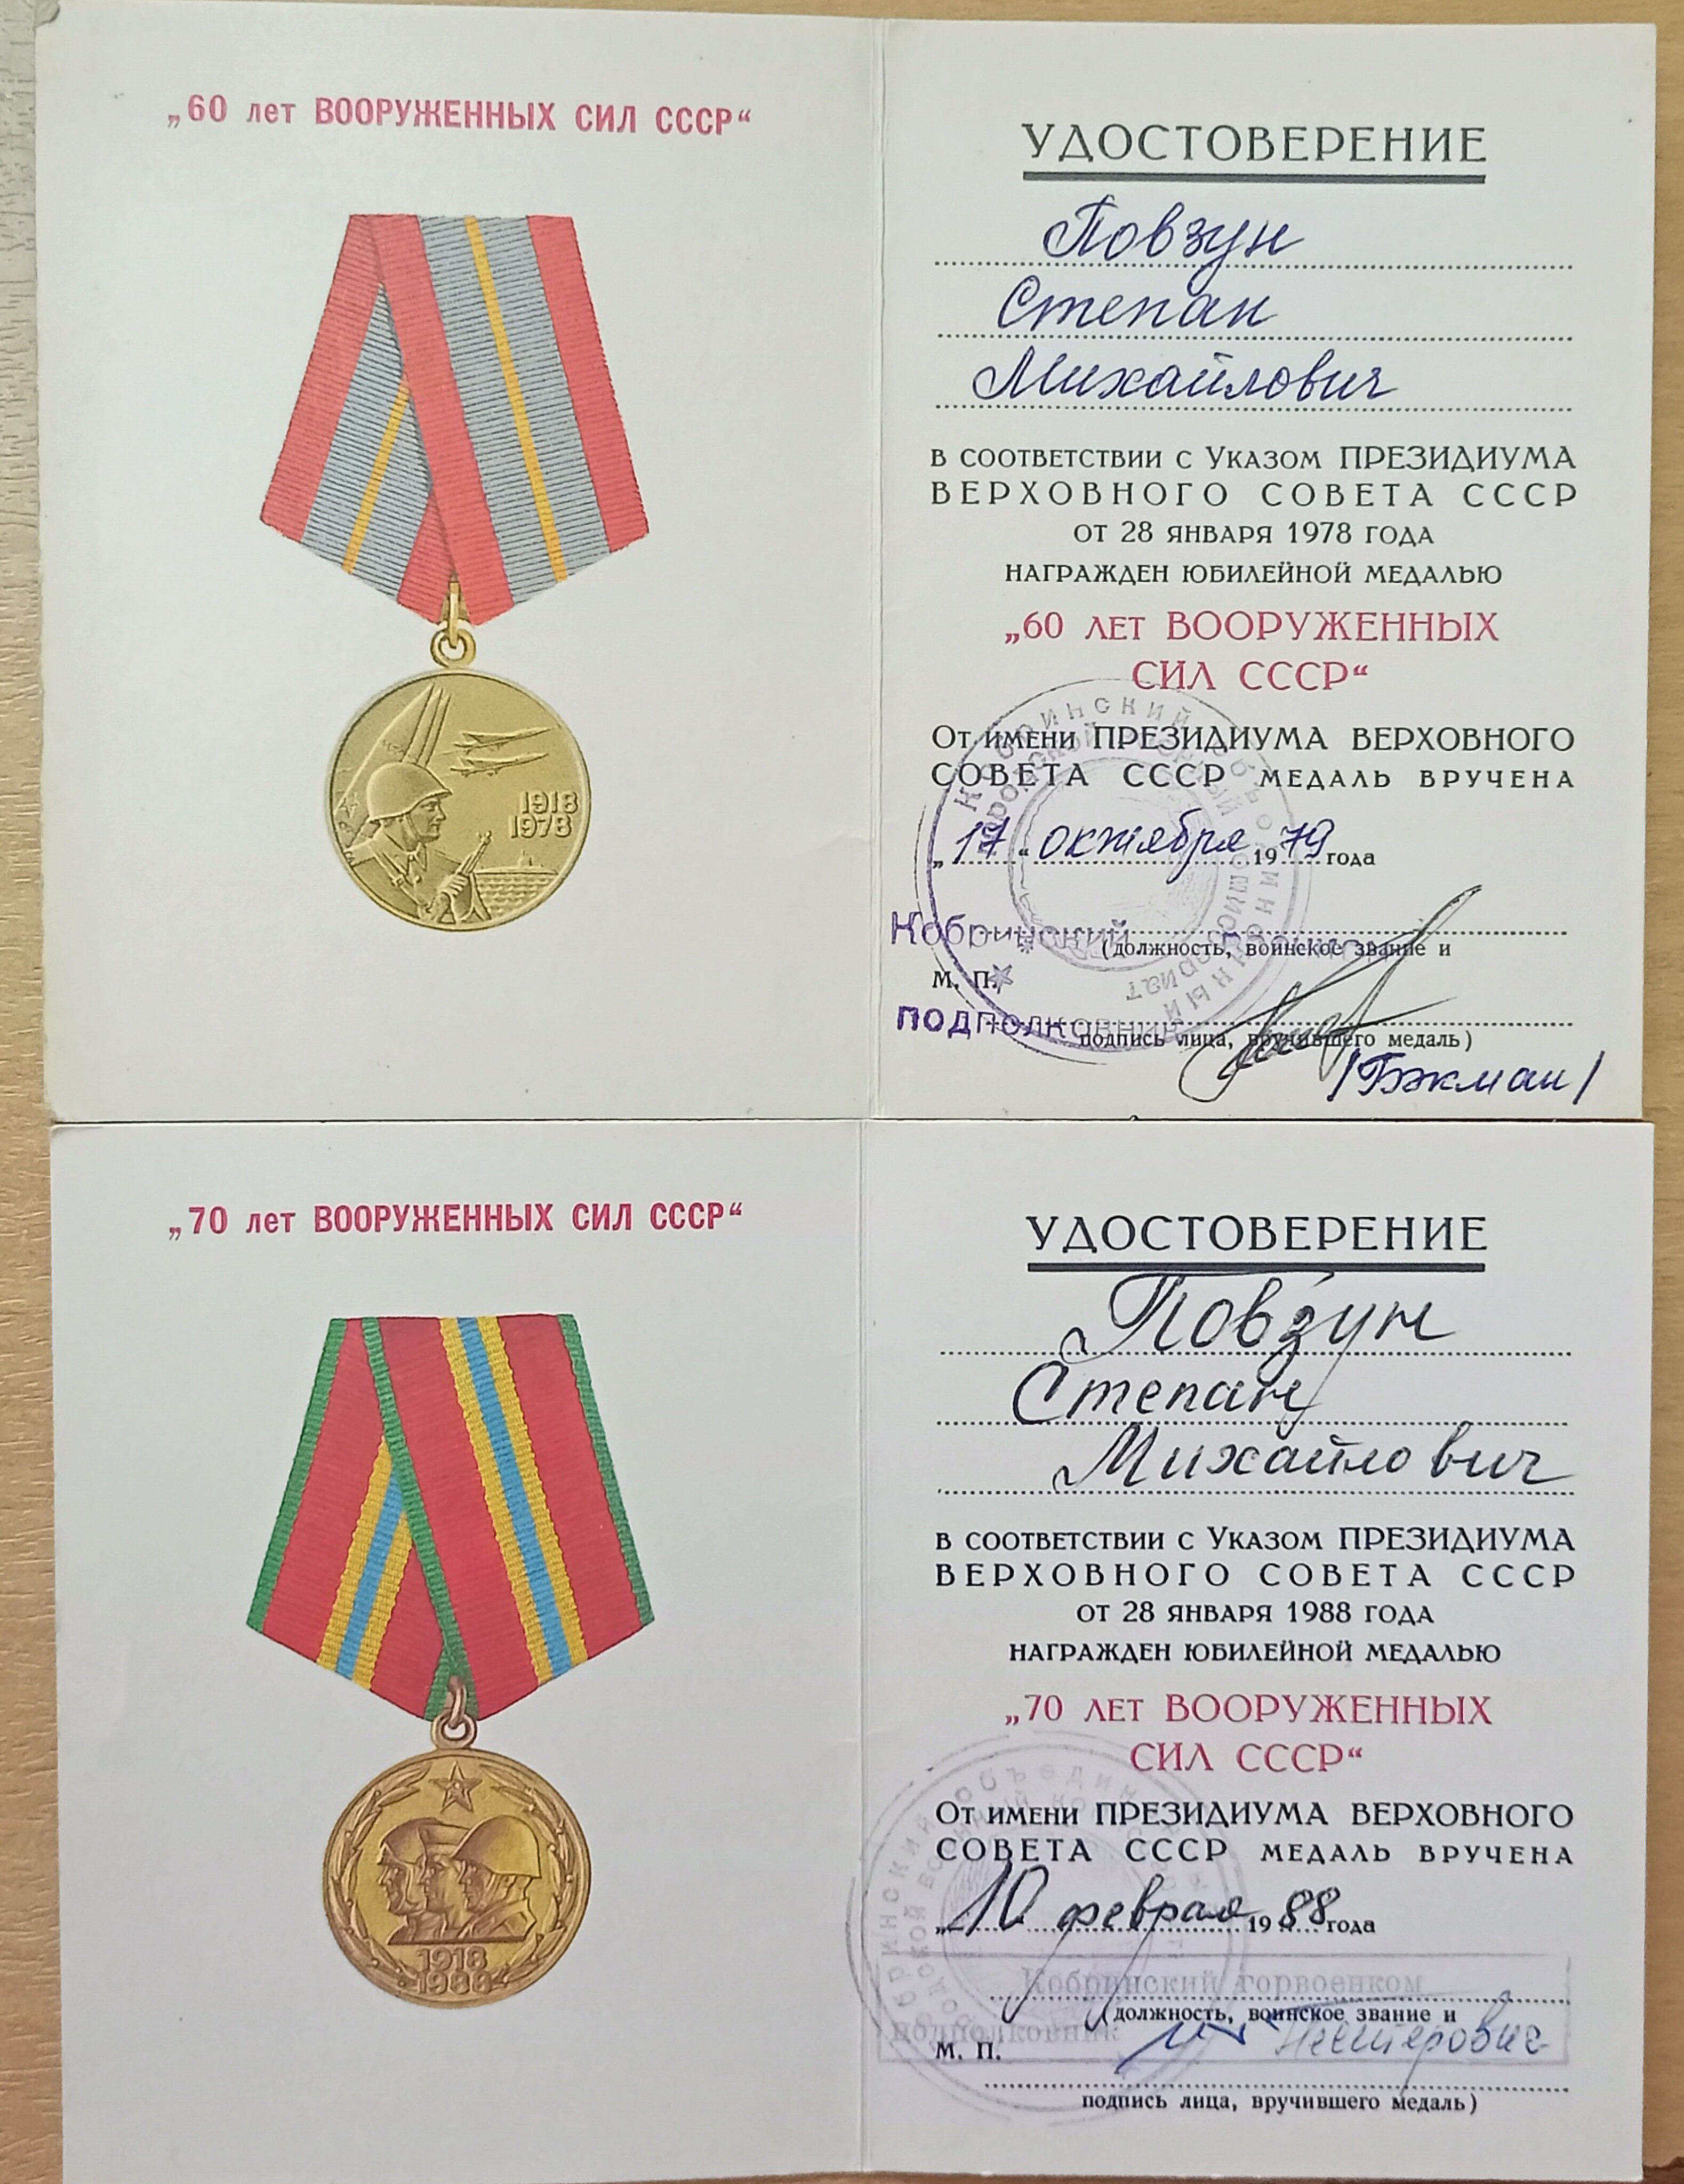 „60 лет ВООРУЖЕННЫХ СИЛ СССР“
1918
1978
УДОСТОВЕРЕНИЕ
Повзун
Степан
Михайлович
в соответствии с Указом ПРЕЗИДИУМА
ВЕРХОВНОГО СОВЕТА СССР
от 28 января 1978 года
награжден юбилейной медалью
„60 лет ВООРУЖЕННЫХ
СИЛ СССР“
От имени ПРЕЗИДИУМА ВЕРХОВНОГО
СОВЕТА СССР медаль вручена
„17“ октября 1979 года
Кобринский
(должность, воинское звание и
М. П.
подполковник
подпись лица, вручившего медаль)
/Бэкман/
„70 лет ВООРУЖЕННЫХ СИЛ СССР“
1918
1988
УДОСТОВЕРЕНИЕ
Повзун
Степан
Михайлович
в соответствии с Указом ПРЕЗИДИУМА
ВЕРХОВНОГО СОВЕТА СССР
от 28 января 1988 года
награжден юбилейной медалью
„70 лет ВООРУЖЕННЫХ
СИЛ СССР“
От имени ПРЕЗИДИУМА ВЕРХОВНОГО
СОВЕТА СССР медаль вручена
„10 февраля 1988 года
Кобринский горвоенком
(должность, воинское звание и
подполковник Нестерович
М. П.
подпись лица, вручившего медаль)